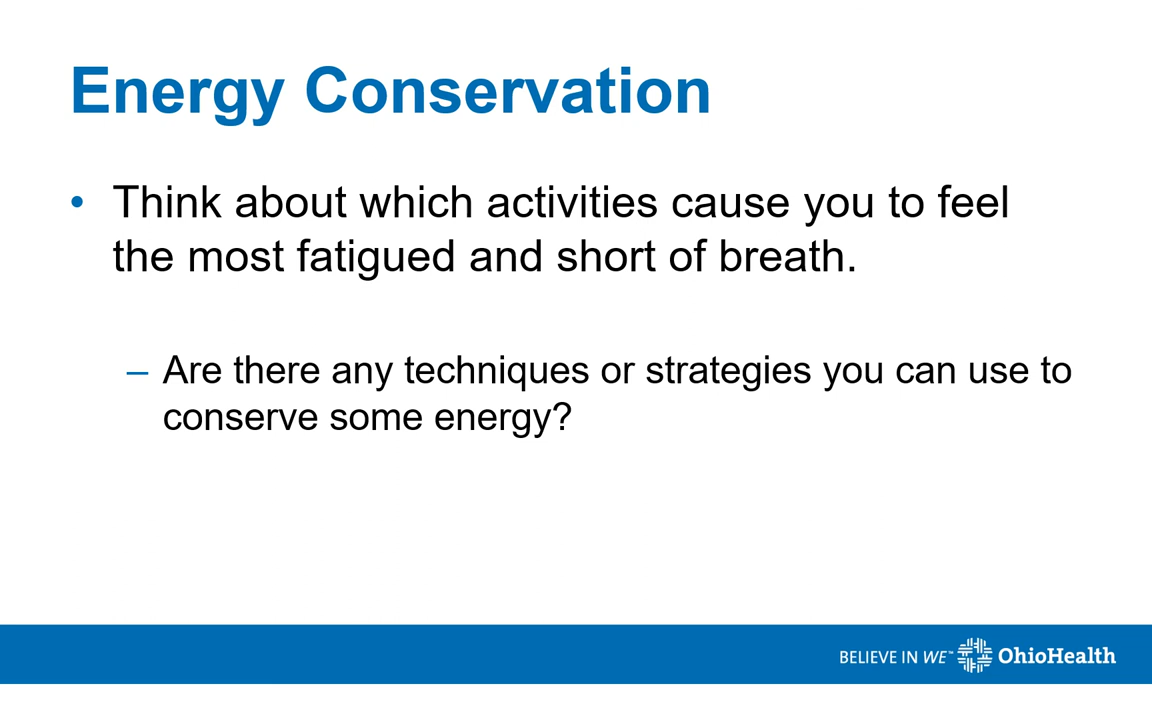 Energy Conservation
• Think about which activities cause you to feel
the most fatigued and short of breath.
– Are there any techniques or strategies you can use to
conserve some energy?
BELIEVE IN WE™ OhioHealth